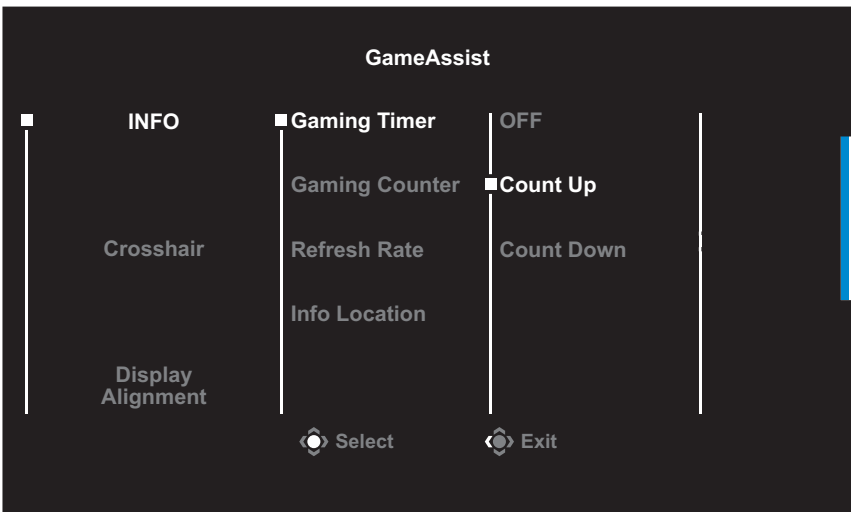 GameAssist
INFO
Gaming Timer
OFF
Gaming Counter
Count Up
Crosshair
Refresh Rate
Count Down
Info Location
Display
Alignment
Select
Exit